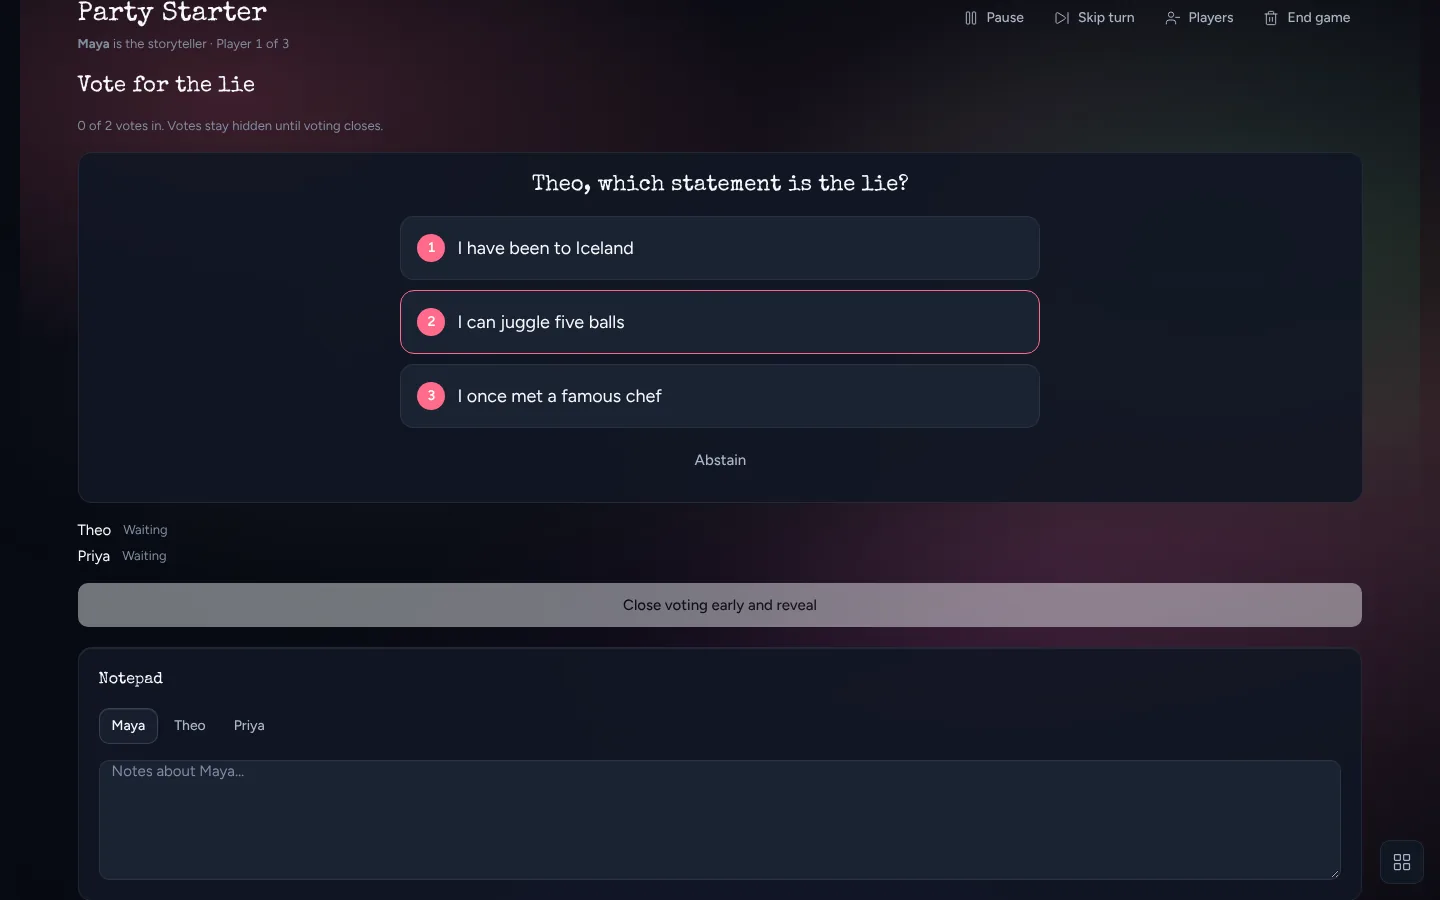 Party Starter
Pause
Skip turn
Players
End game
Maya is the storyteller · Player 1 of 3
Vote for the lie
0 of 2 votes in. Votes stay hidden until voting closes.
Theo, which statement is the lie?
1 I have been to Iceland
2 I can juggle five balls
3 I once met a famous chef
Abstain
Theo Waiting
Priya Waiting
Close voting early and reveal
Notepad
Maya Theo Priya
Notes about Maya...